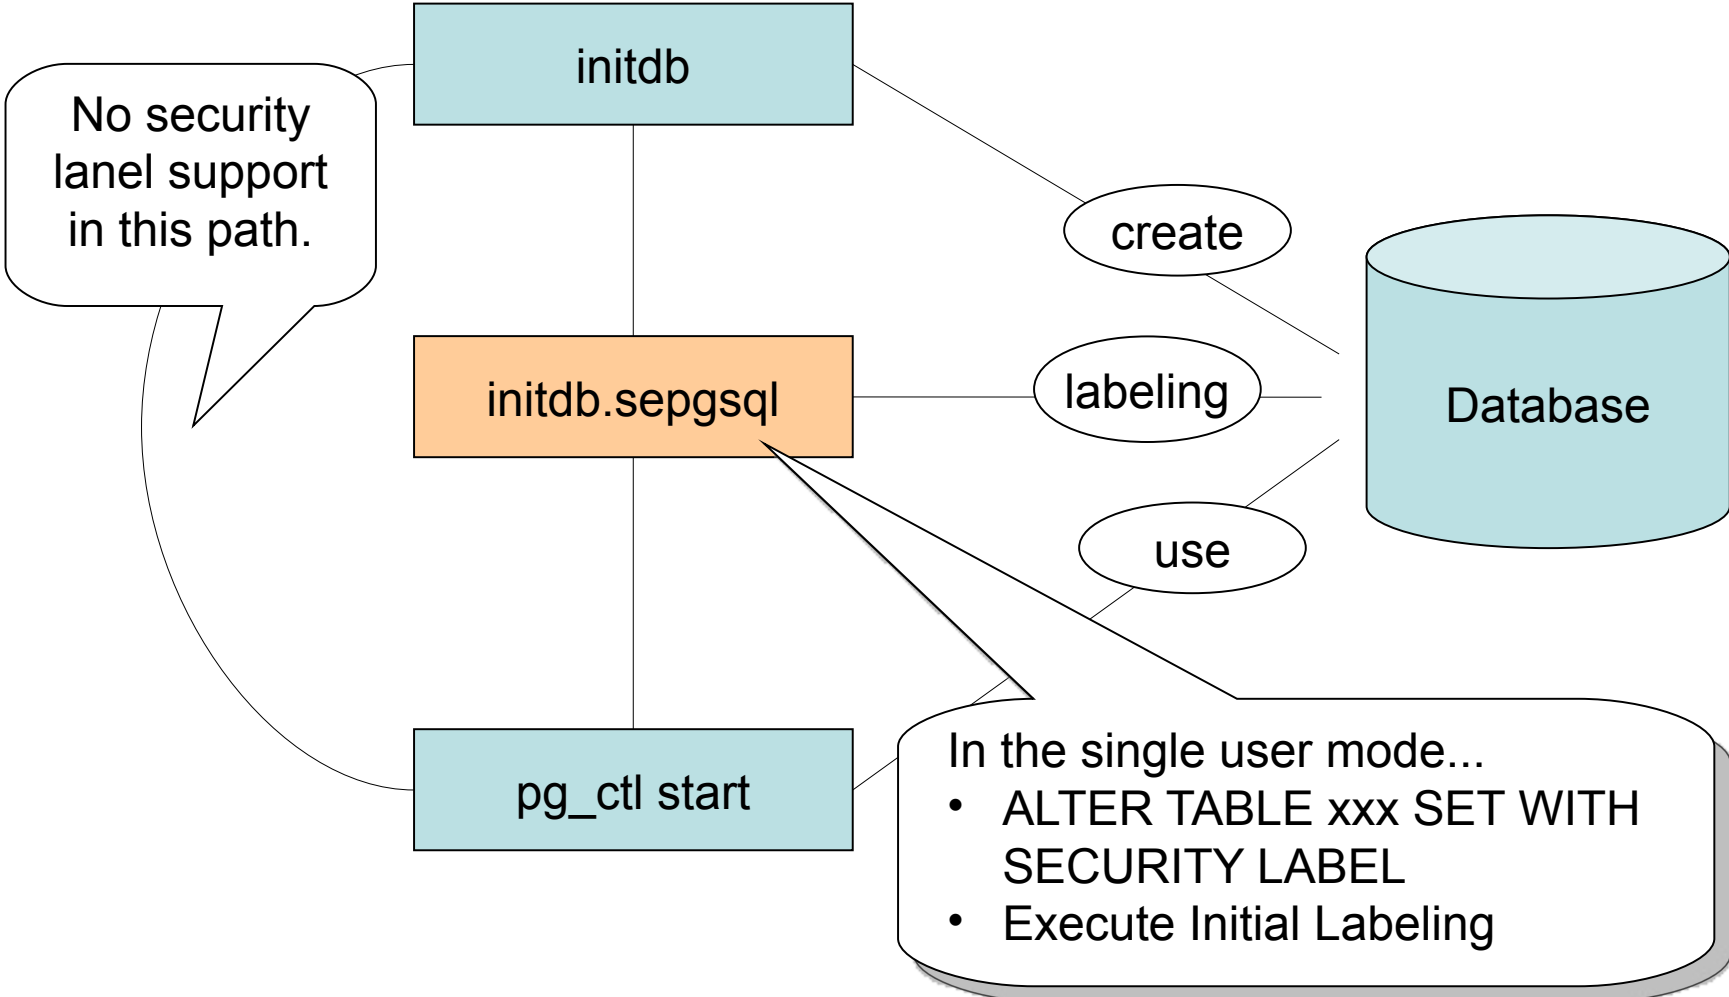 initdb
No security
lanel support
in this path.
create
initdb.sepgsql
labeling
Database
use
pg_ctl start
In the single user mode...
• ALTER TABLE xxx SET WITH
SECURITY LABEL
• Execute Initial Labeling